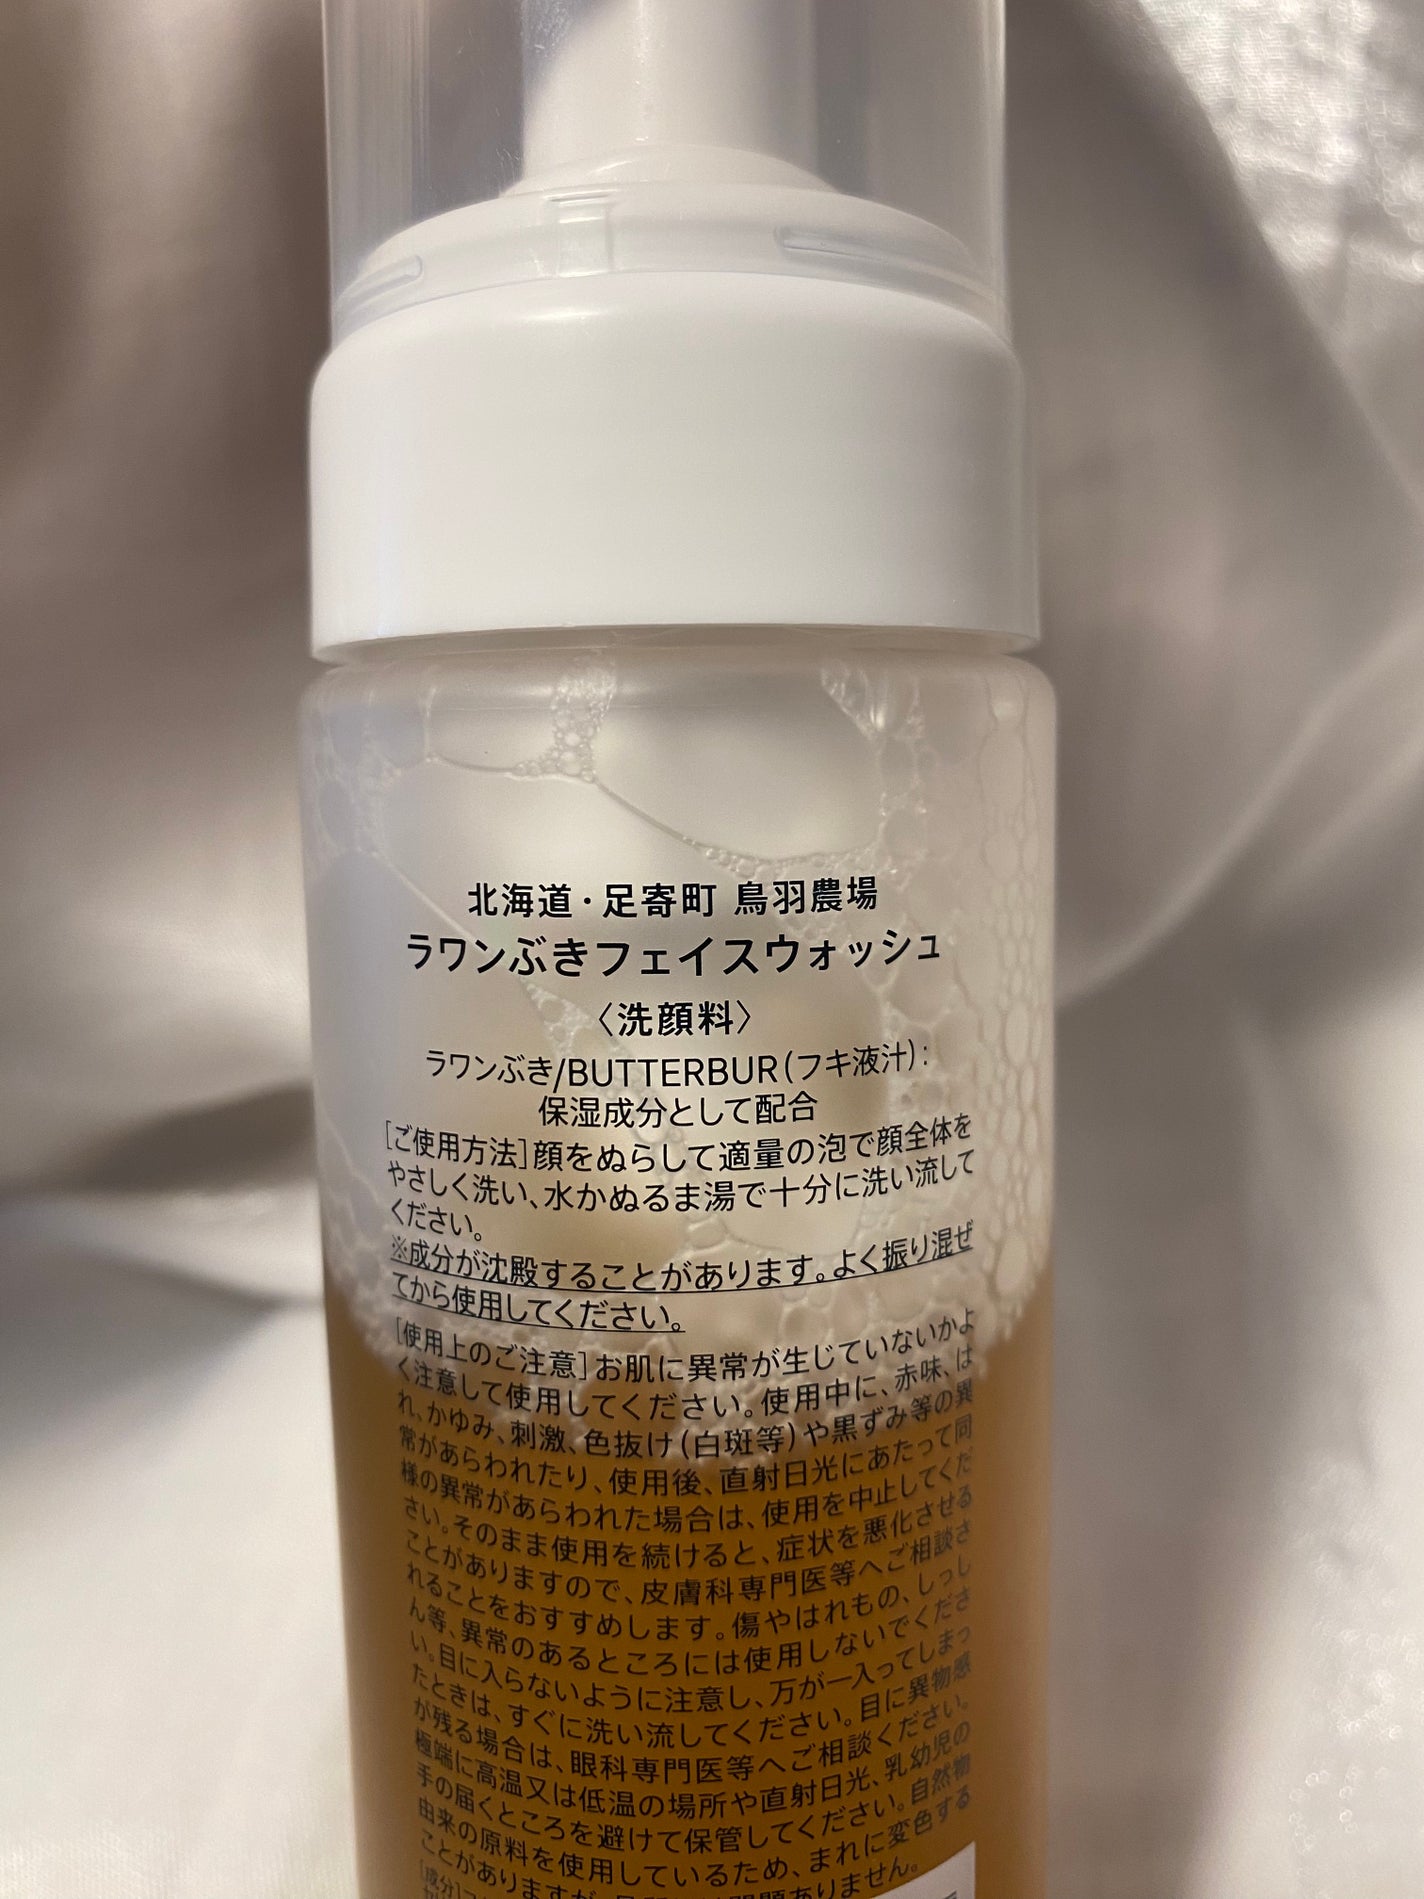 北海道・足寄町 鳥羽農場
ラワンぶきフェイスウォッシュ
〈洗顔料〉
ラワンぶき/BUTTERBUR(フキ液汁):
保湿成分として配合
[ご使用方法]顔をぬらして適量の泡で顔全体を
やさしく洗い、水かぬるま湯で十分に洗い流して
ください。
※成分が沈殿することがあります。よく振り混ぜ
てから使用してください。
[使用上のご注意]お肌に異常が生じていないかよ
く注意して使用してください。使用中に、赤味、は
れ、かゆみ、刺激、色抜け(白斑等)や黒ずみ等の異
常があらわれたり、使用後、直射日光にあたって同
様の異常があらわれた場合は、使用を中止してくだ
さい。そのまま使用を続けると、症状を悪化させる
ことがありますので、皮膚科専門医等へご相談さ
れることをおすすめします。傷やはれもの、しっし
ん等、異常のあるところには使用しないでくださ
い。目に入らないように注意し、万が一入ってしまっ
たときは、すぐに洗い流してください。目に異物感
が残る場合は、眼科専門医等へご相談ください。
極端に高温又は低温の場所や直射日光、乳幼児の
手の届くところを避けて保管してください。自然物
由来の原料を使用しているため、まれに変色する
ことがありますが、問題ありません。
[成分]